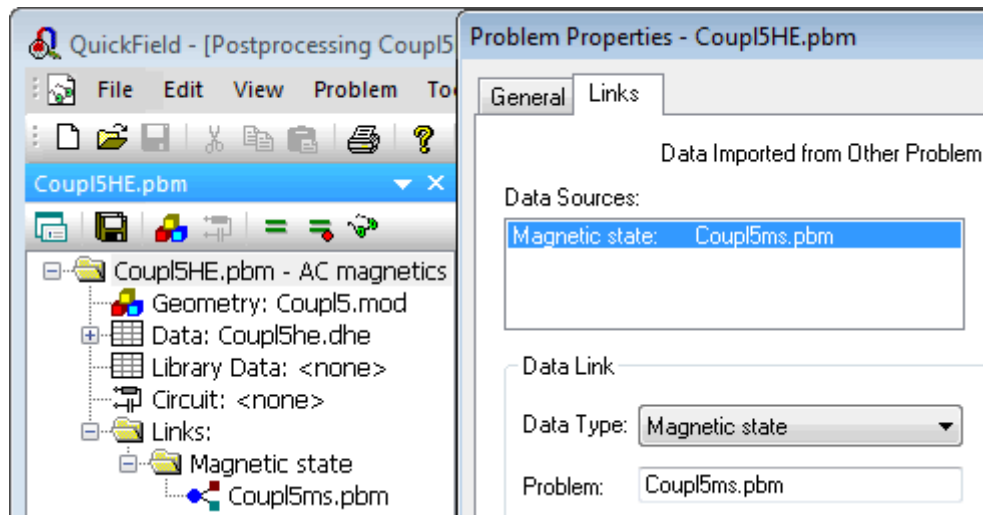 QuickField - [Postprocessing Coupl5
File Edit View Problem To
Coupl5HE.pbm
Coupl5HE.pbm - AC magnetics
Geometry: Coupl5.mod
Data: Coupl5he.dhe
Library Data: <none>
Circuit: <none>
Links:
Magnetic state
Coupl5ms.pbm
Problem Properties - Coupl5HE.pbm
General Links
Data Imported from Other Problem
Data Sources:
Magnetic state: Coupl5ms.pbm
Data Link
Data Type: Magnetic state
Problem: Coupl5ms.pbm